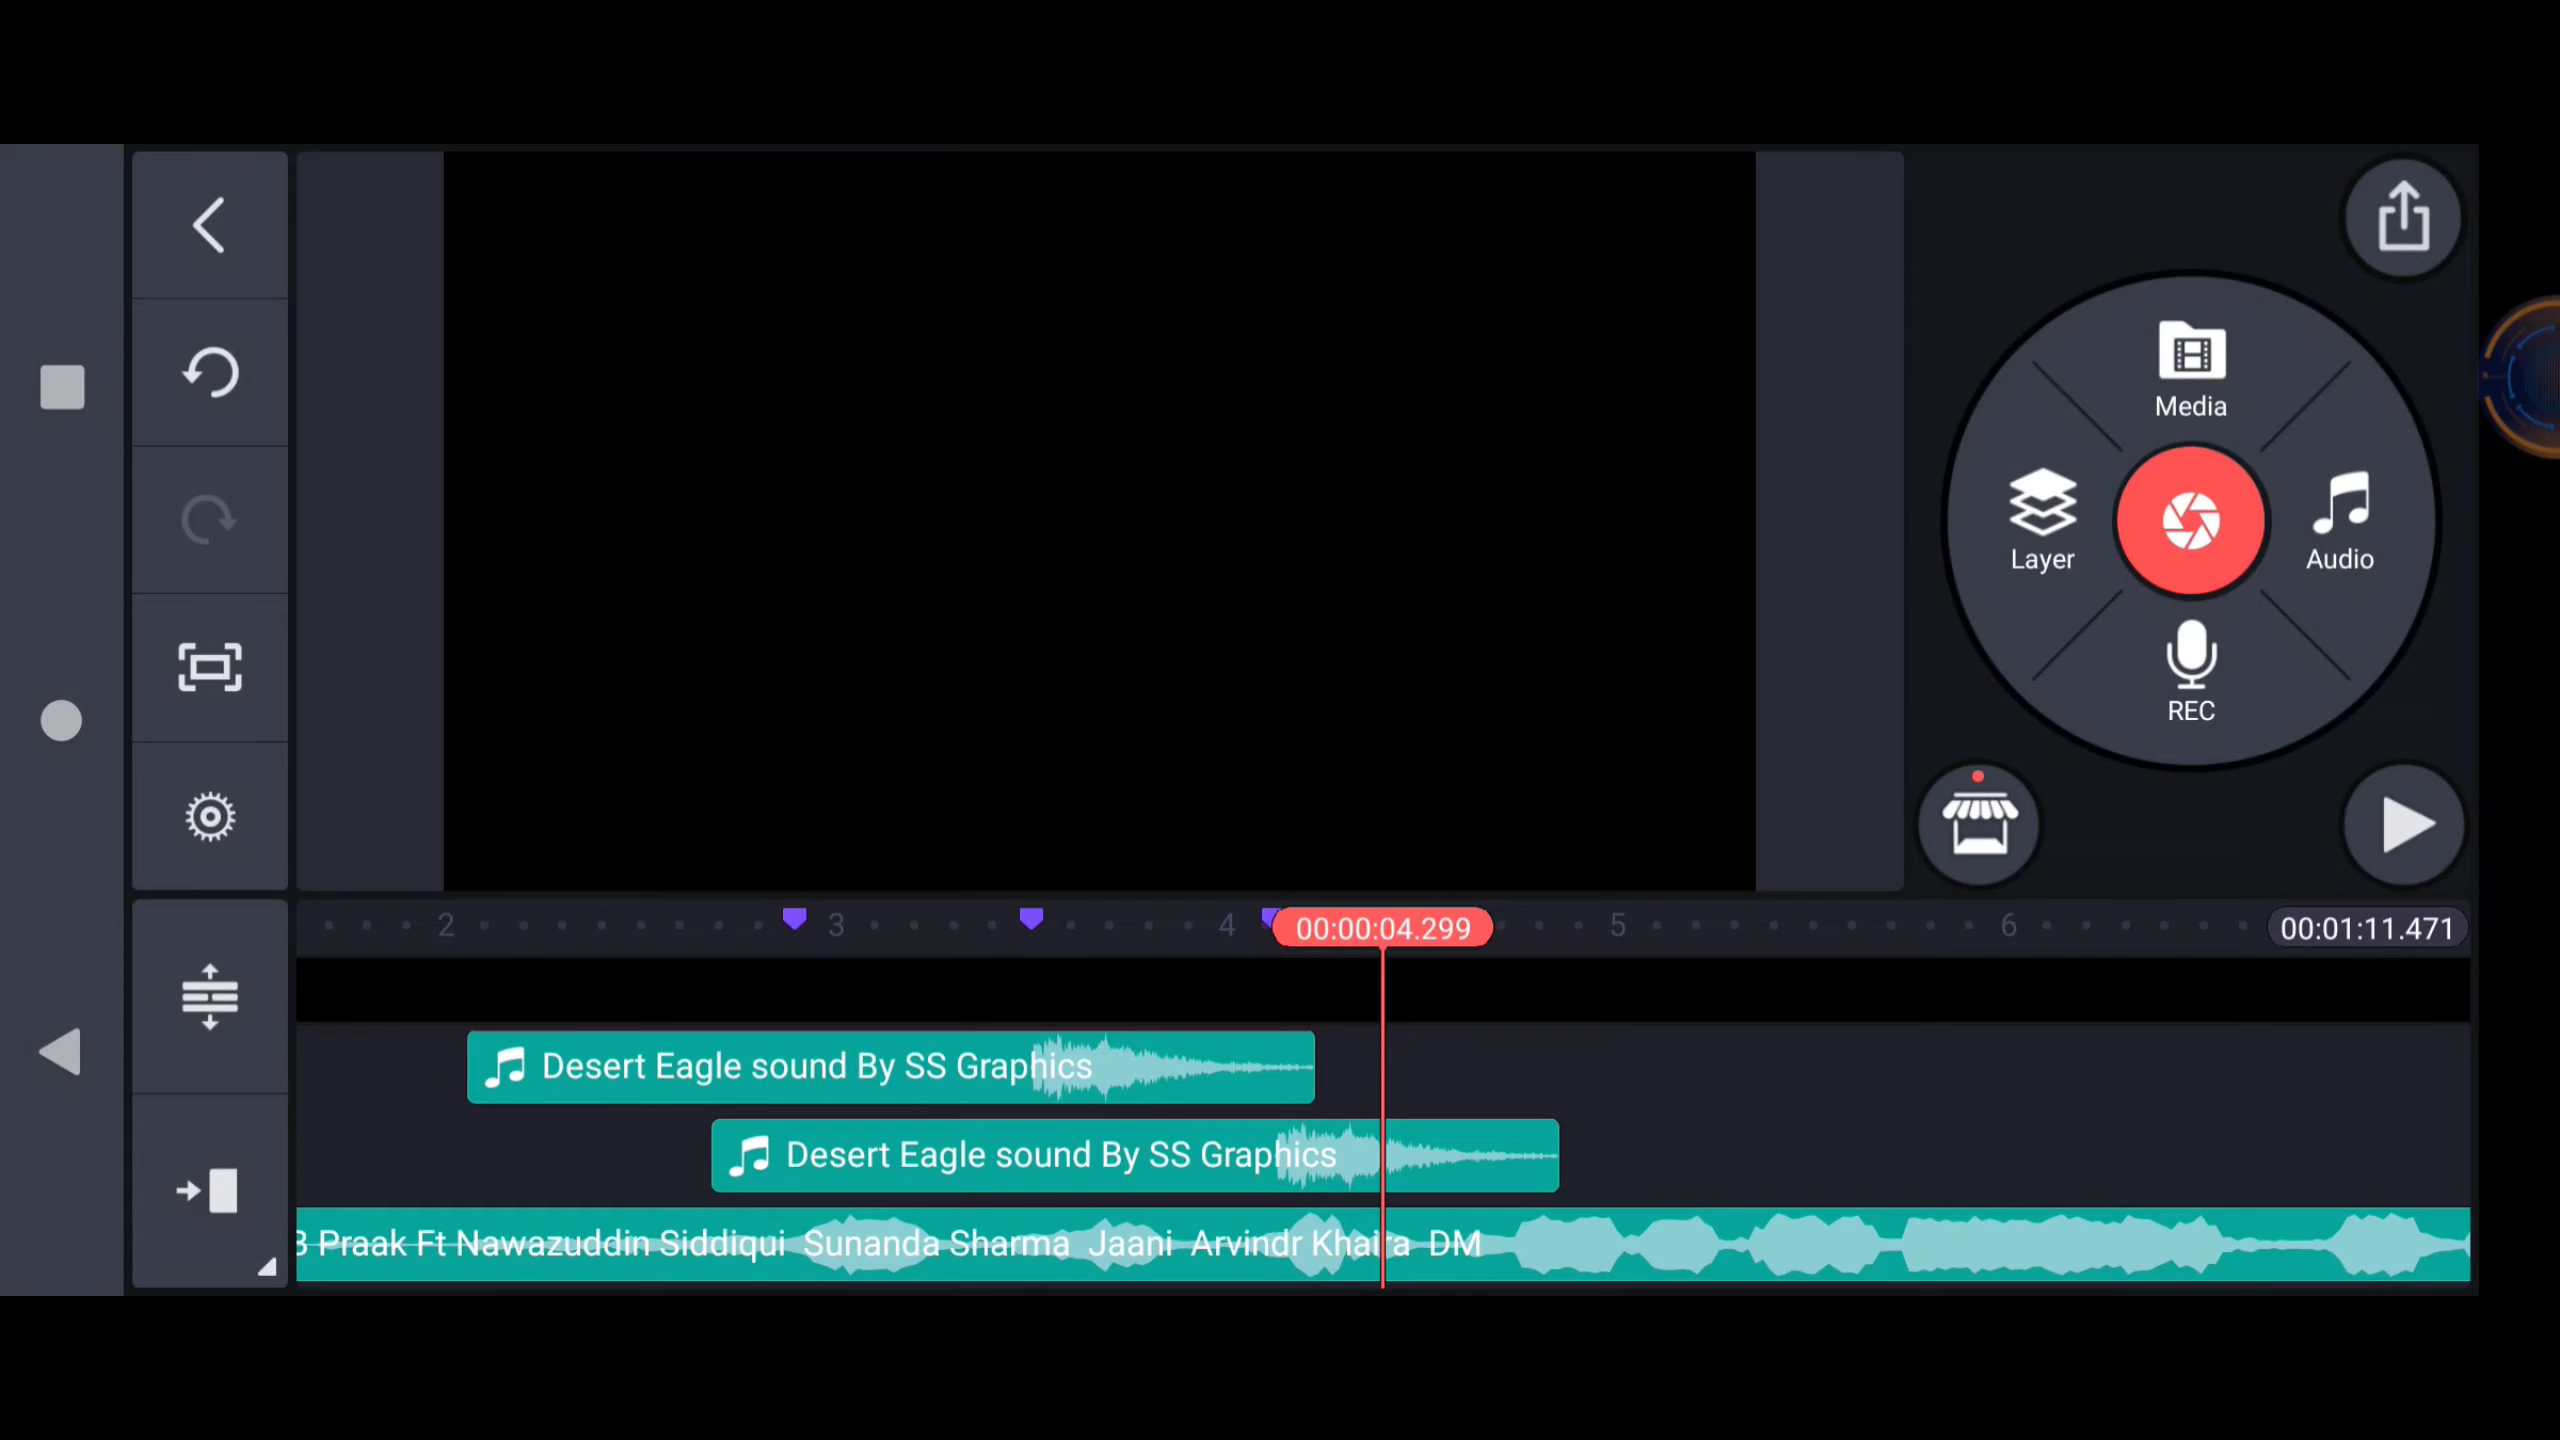 Media
Layer
Audio
REC
2
3
4
00:00:04.299
5
6
00:01:11.471
Desert Eagle sound By SS Graphics
Desert Eagle sound By SS Graphics
Praak Ft Nawazuddin Siddiqui Sunanda Sharma Jaani Arvindr Khaira DM